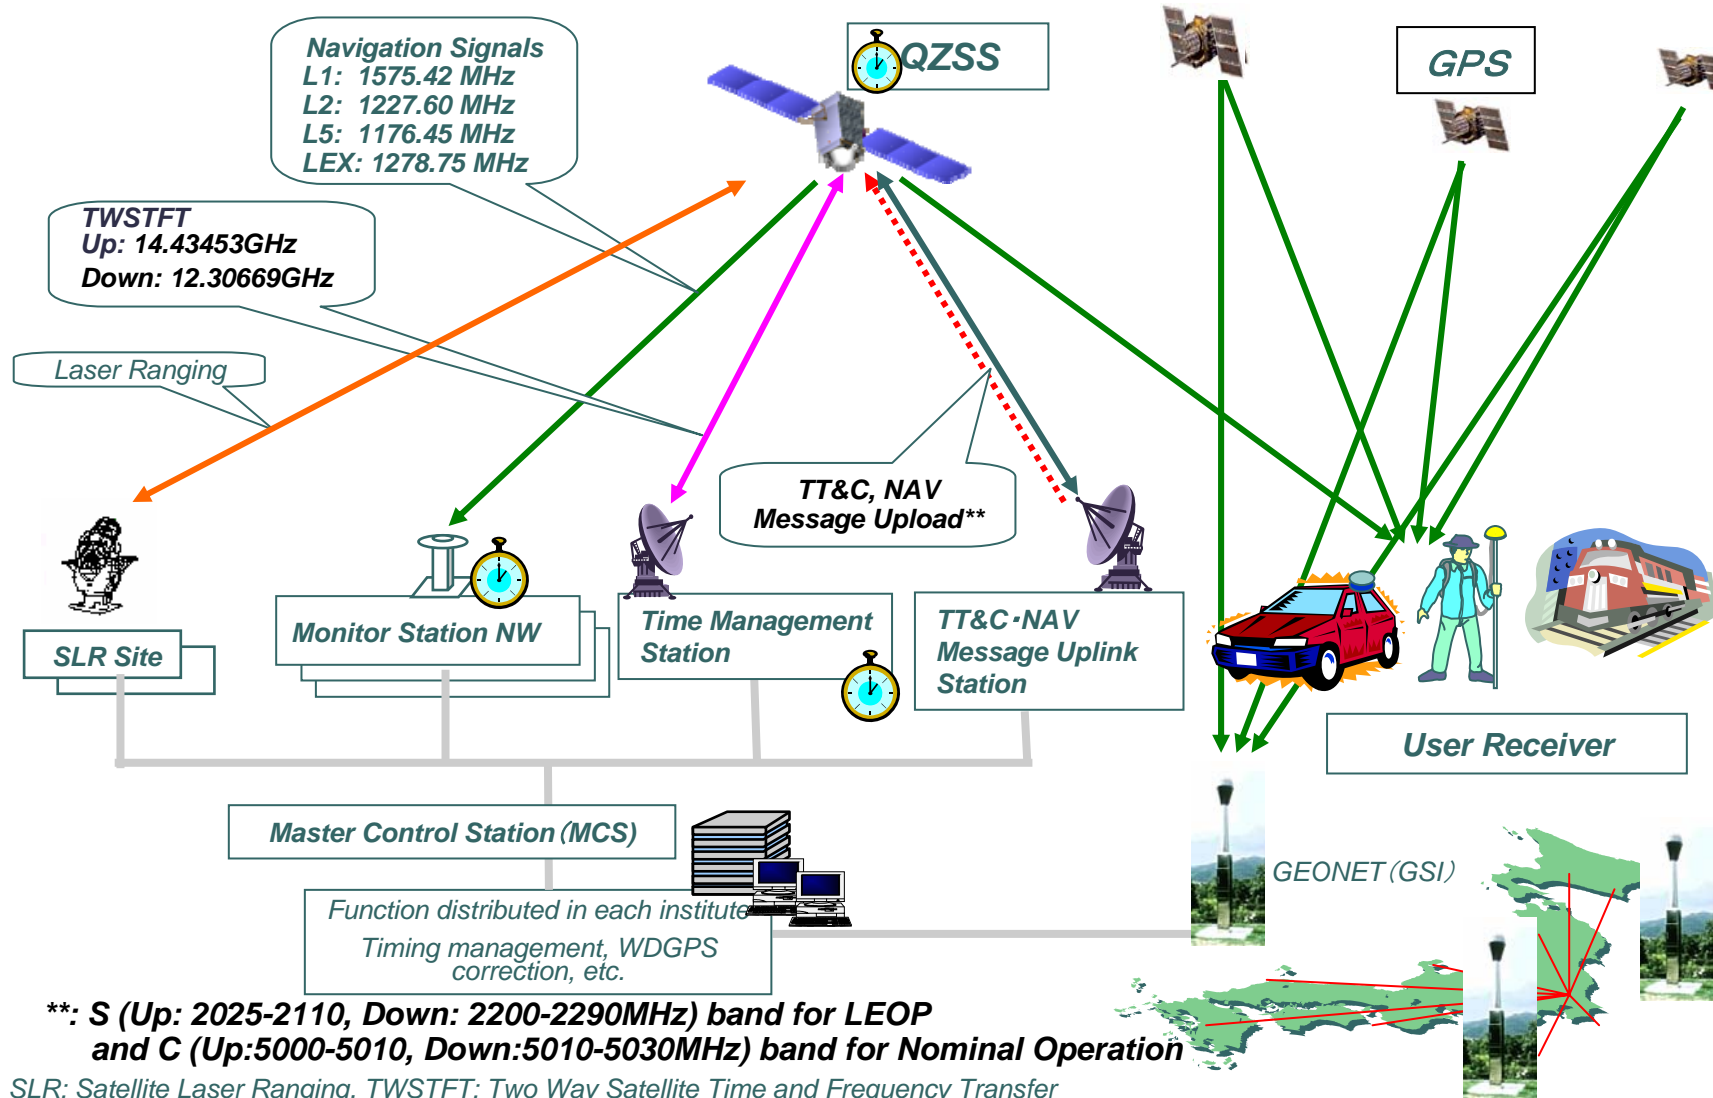 Navigation Signals
L1: 1575.42 MHz
L2: 1227.60 MHz
L5: 1176.45 MHz
LEX: 1278.75 MHz
QZSS
GPS
TWSTFT
Up: 14.43453GHz
Down: 12.30669GHz
Laser Ranging
TT&C, NAV
Message Upload**
SLR Site
Monitor Station NW
Time Management
Station
TT&C・NAV
Message Uplink
Station
User Receiver
Master Control Station（MCS)
GEONET（GSI）
Function distributed in each institute
Timing management, WDGPS
correction, etc.
**: S (Up: 2025-2110, Down: 2200-2290MHz) band for LEOP
and C (Up:5000-5010, Down:5010-5030MHz) band for Nominal Operation
SLR: Satellite Laser Ranging, TWSTFT: Two Way Satellite Time and Frequency Transfer